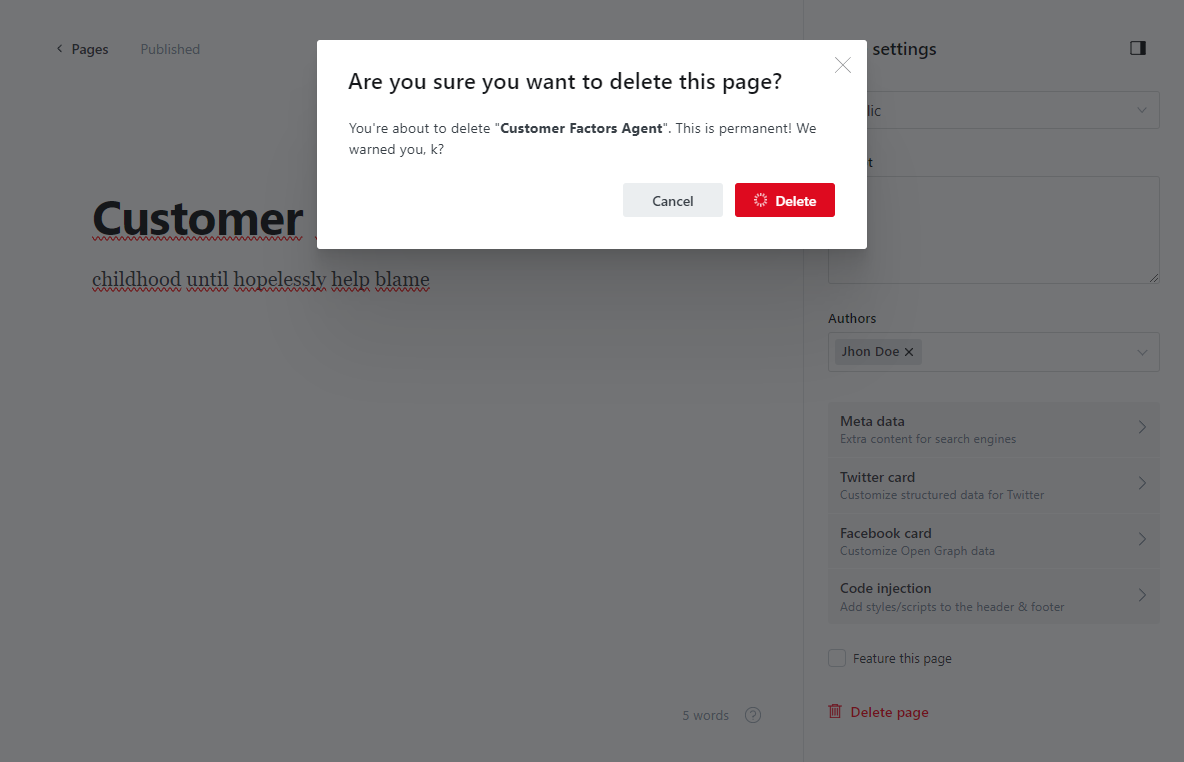 Pages
Published
settings
Are you sure you want to delete this page?
You're about to delete "Customer Factors Agent". This is permanent! We
warned you, k?
Cancel
Delete
Customer
childhood until hopelessly help blame
Authors
Jhon Doe
Meta data
Extra content for search engines
Twitter card
Customize structured data for Twitter
Facebook card
Customize Open Graph data
Code injection
Add styles/scripts to the header & footer
Feature this page
5 words
Delete page